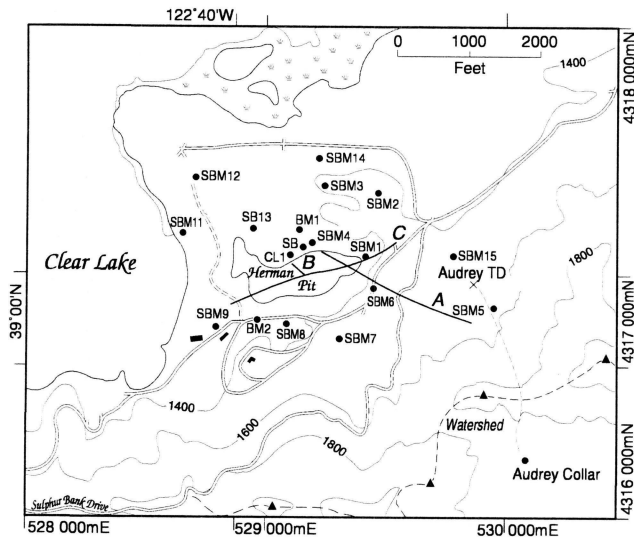 122°40'W
0 1000 2000
Feet
1400
4318 000mN
SBM14
SBM12
SBM3
SBM2
SB13
BM1
SBM11
SBM4
SB
C
1800
CL1
B
SBM1
SBM15
Clear Lake
Herman
Pit
Audrey TD
39°00'N
SBM6
A
SBM5
SBM9
BM2
SBM8
SBM7
4317 000mN
1400
1600
1800
Watershed
Audrey Collar
4316 000mN
Sulphur Bank Drive
528 000mE
529 000mE
530 000mE